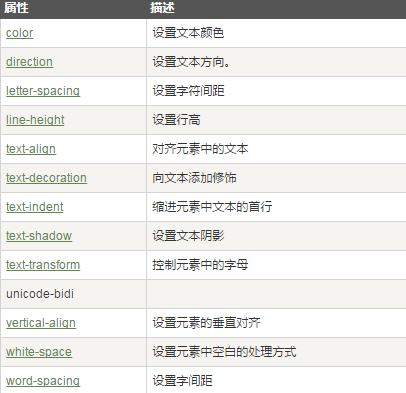 属性 描述
color 设置文本颜色
direction 设置文本方向。
letter-spacing 设置字符间距
line-height 设置行高
text-align 对齐元素中的文本
text-decoration 向文本添加修饰
text-indent 缩进元素中文本的首行
text-shadow 设置文本阴影
text-transform 控制元素中的字母
unicode-bidi
vertical-align 设置元素的垂直对齐
white-space 设置元素中空白的处理方式
word-spacing 设置字间距